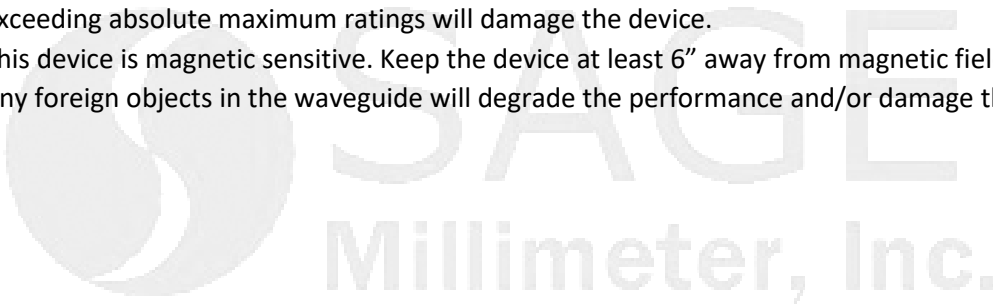 xceeding absolute maximum ratings will damage the device.
his device is magnetic sensitive. Keep the device at least 6” away from magnetic fiel
ny foreign objects in the waveguide will degrade the performance and/or damage t
SAGE
Millimeter, Inc.